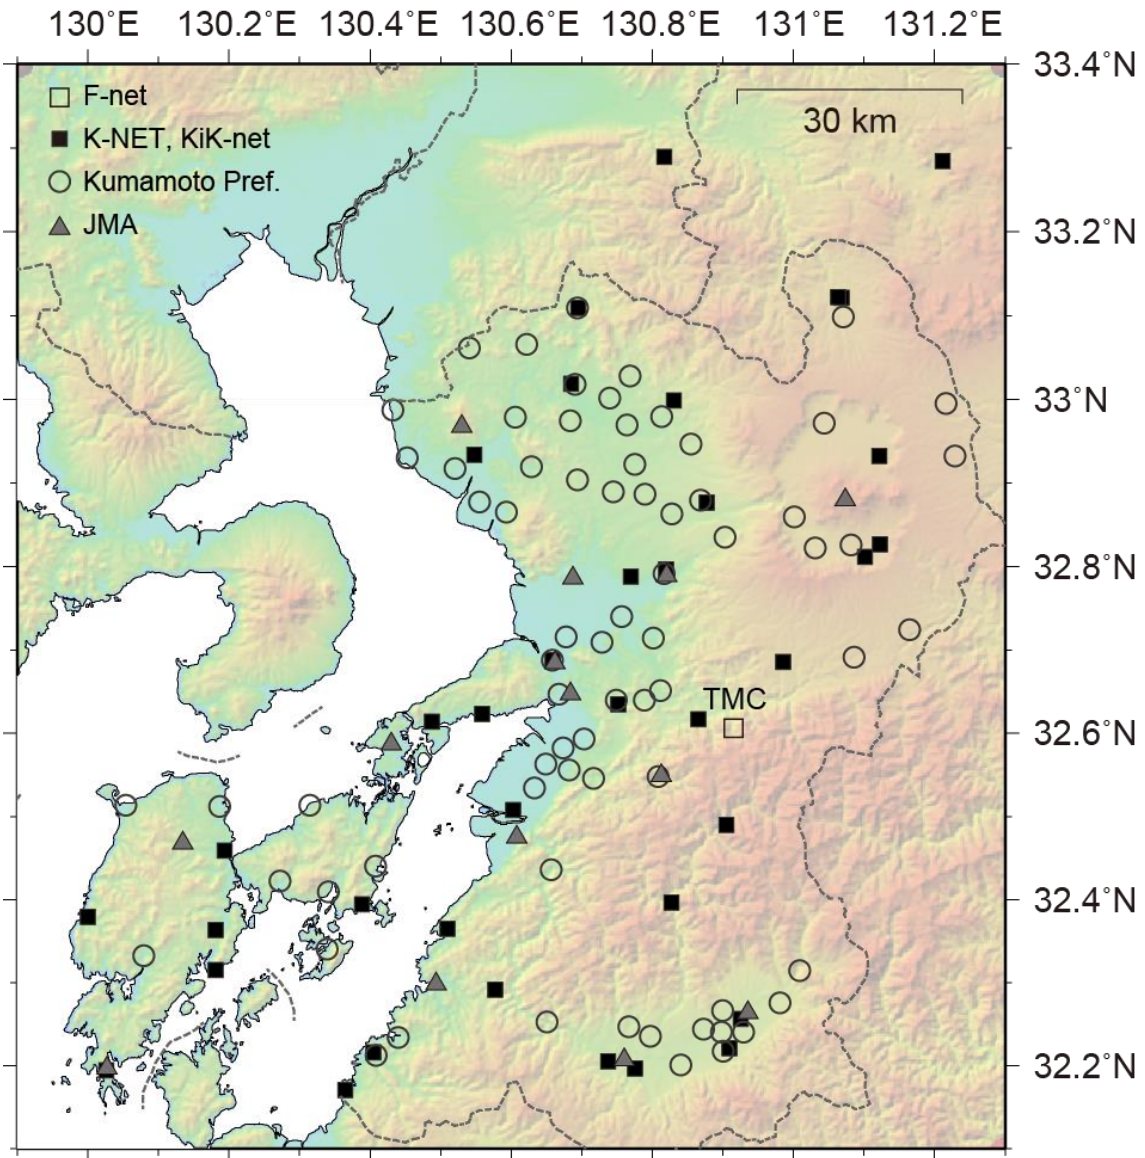 130˚E 130.2˚E 130.4˚E 130.6˚E 130.8˚E 131˚E 131.2˚E
33.4˚N
F-net
K-NET, KiK-net
Kumamoto Pref.
JMA
30 km
33.2˚N
33˚N
32.8˚N
TMC
32.6˚N
32.4˚N
32.2˚N